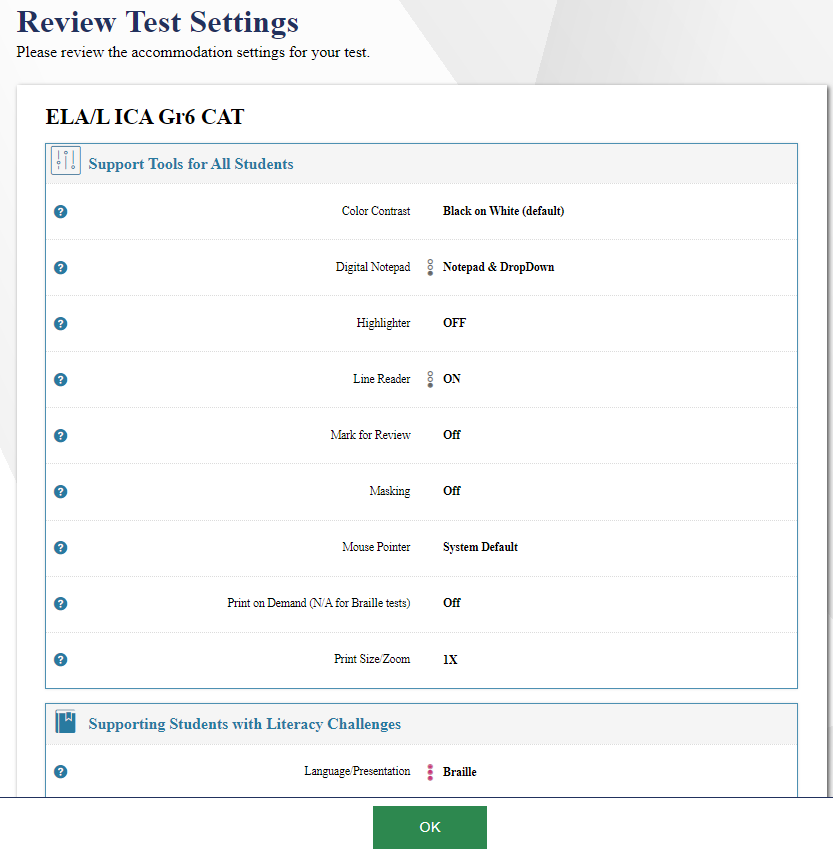 Review Test Settings
Please review the accommodation settings for your test.
ELA/L ICA Gr6 CAT
Support Tools for All Students
? Color Contrast Black on White (default)
? Digital Notepad Notepad & DropDown
? Highlighter OFF
? Line Reader ON
? Mark for Review Off
? Masking Off
? Mouse Pointer System Default
? Print on Demand (N/A for Braille tests) Off
? Print Size/Zoom 1X
Supporting Students with Literacy Challenges
? Language/Presentation Braille
OK